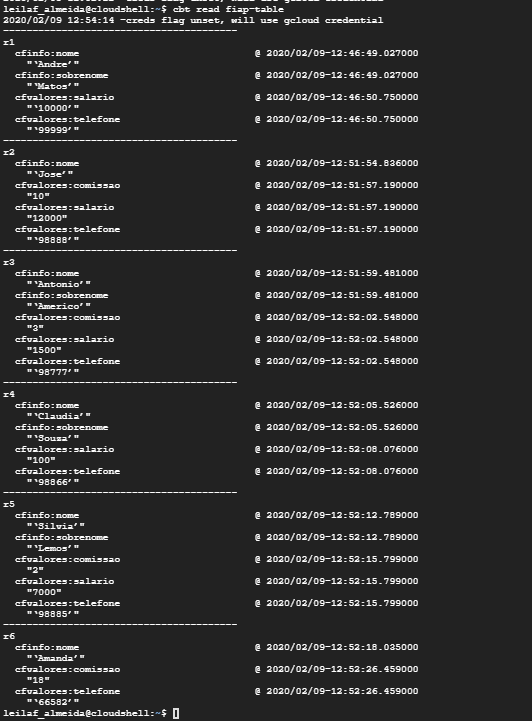 leilaf_almeida@cloudshell:~$ cbt read fiap-table
2020/02/09 12:54:14 -creds flag unset, will use gcloud credential
----------------------------------------
r1
cfinfo:nome @ 2020/02/09-12:46:49.027000
"‘Andre’"
cfinfo:sobrenome @ 2020/02/09-12:46:49.027000
"‘Matos’"
cfvalores:salario @ 2020/02/09-12:46:50.750000
"‘10000’"
cfvalores:telefone @ 2020/02/09-12:46:50.750000
"‘99999’"
----------------------------------------
r2
cfinfo:nome @ 2020/02/09-12:51:54.836000
"‘Jose’"
cfvalores:comissao @ 2020/02/09-12:51:57.190000
"10"
cfvalores:salario @ 2020/02/09-12:51:57.190000
"12000"
cfvalores:telefone @ 2020/02/09-12:51:57.190000
"‘98888’"
----------------------------------------
r3
cfinfo:nome @ 2020/02/09-12:51:59.481000
"‘Antonio’"
cfinfo:sobrenome @ 2020/02/09-12:51:59.481000
"‘Americo’"
cfvalores:comissao @ 2020/02/09-12:52:02.548000
"3"
cfvalores:salario @ 2020/02/09-12:52:02.548000
"1500"
cfvalores:telefone @ 2020/02/09-12:52:02.548000
"‘98777’"
----------------------------------------
r4
cfinfo:nome @ 2020/02/09-12:52:05.526000
"‘Claudia’"
cfinfo:sobrenome @ 2020/02/09-12:52:05.526000
"‘Souza’"
cfvalores:salario @ 2020/02/09-12:52:08.076000
"100"
cfvalores:telefone @ 2020/02/09-12:52:08.076000
"‘98866’"
----------------------------------------
r5
cfinfo:nome @ 2020/02/09-12:52:12.789000
"‘Silvia’"
cfinfo:sobrenome @ 2020/02/09-12:52:12.789000
"‘Lemos’"
cfvalores:comissao @ 2020/02/09-12:52:15.799000
"2"
cfvalores:salario @ 2020/02/09-12:52:15.799000
"7000"
cfvalores:telefone @ 2020/02/09-12:52:15.799000
"‘98885’"
----------------------------------------
r6
cfinfo:nome @ 2020/02/09-12:52:18.035000
"‘Amanda’"
cfvalores:comissao @ 2020/02/09-12:52:26.459000
"18"
cfvalores:telefone @ 2020/02/09-12:52:26.459000
"‘66582’"
leilaf_almeida@cloudshell:~$